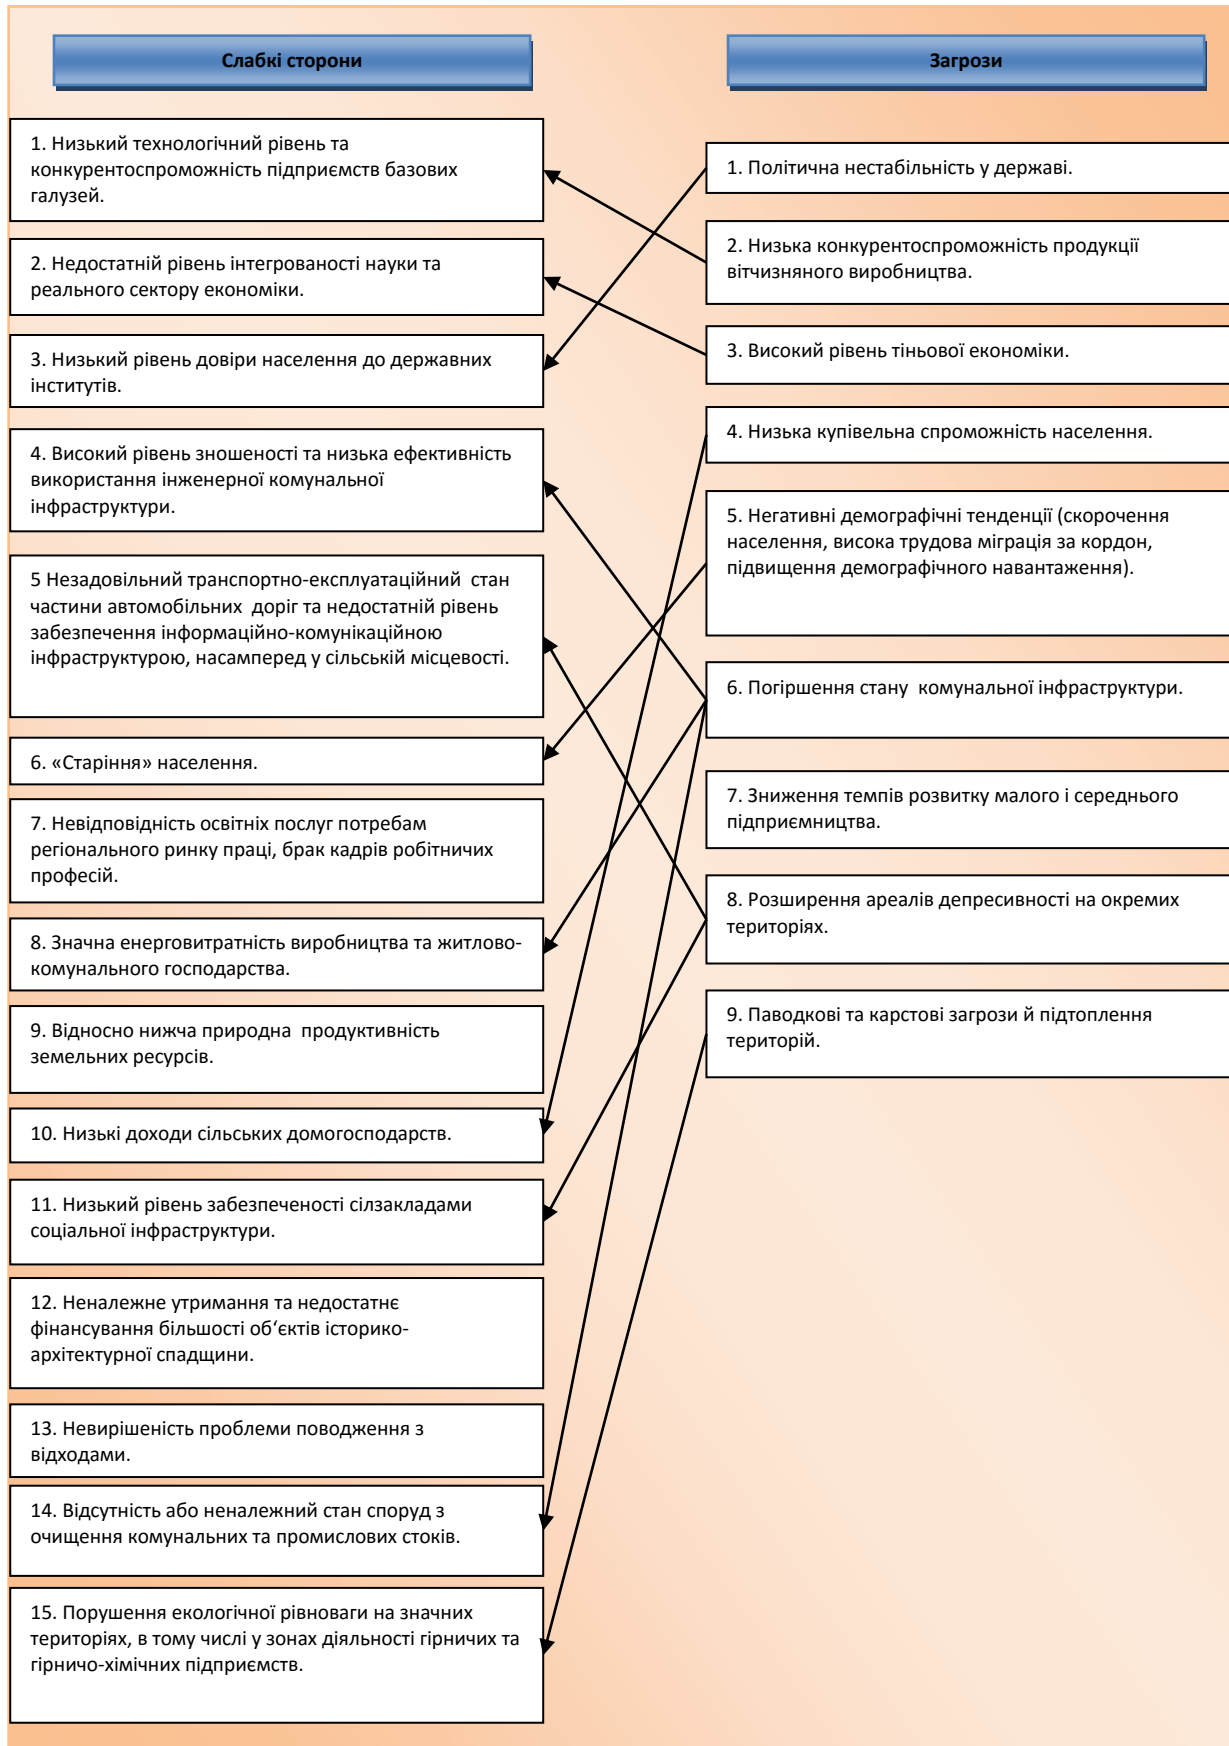 Слабкі сторони
1. Низький технологічний рівень та
конкурентоспроможність підприємств базових
галузей.
2. Недостатній рівень інтегрованості науки та
реального сектору економіки.
3. Низький рівень довіри населення до державних
інститутів.
4. Високий рівень зношеності та низька ефективність
використання інженерної комунальної
інфраструктури.
5 Незадовільний транспортно-експлуатаційний стан
частини автомобільних доріг та недостатній рівень
забезпечення інформаційно-комунікаційною
інфраструктурою, насамперед у сільській місцевості.
6. «Старіння» населення.
7. Невідповідність освітніх послуг потребам
регіонального ринку праці, брак кадрів робітничих
професій.
8. Значна енерговитратність виробництва та житлово-
комунального господарства.
9. Відносно нижча природна продуктивність
земельних ресурсів.
10. Низькі доходи сільських домогосподарств.
11. Низький рівень забезпеченості сілзакладами
соціальної інфраструктури.
12. Неналежне утримання та недостатнє
фінансування більшості об‘єктів історико-
архітектурної спадщини.
13. Невирішеність проблеми поводження з
відходами.
14. Відсутність або неналежний стан споруд з
очищення комунальних та промислових стоків.
15. Порушення екологічної рівноваги на значних
територіях, в тому числі у зонах діяльності гірничих та
гірничо-хімічних підприємств.
Загрози
1. Політична нестабільність у державі.
2. Низька конкурентоспроможність продукції
вітчизняного виробництва.
3. Високий рівень тіньової економіки.
4. Низька купівельна спроможність населення.
5. Негативні демографічні тенденції (скорочення
населення, висока трудова міграція за кордон,
підвищення демографічного навантаження).
6. Погіршення стану комунальної інфраструктури.
7. Зниження темпів розвитку малого і середнього
підприємництва.
8. Розширення ареалів депресивності на окремих
територіях.
9. Паводкові та карстові загрози й підтоплення
територій.